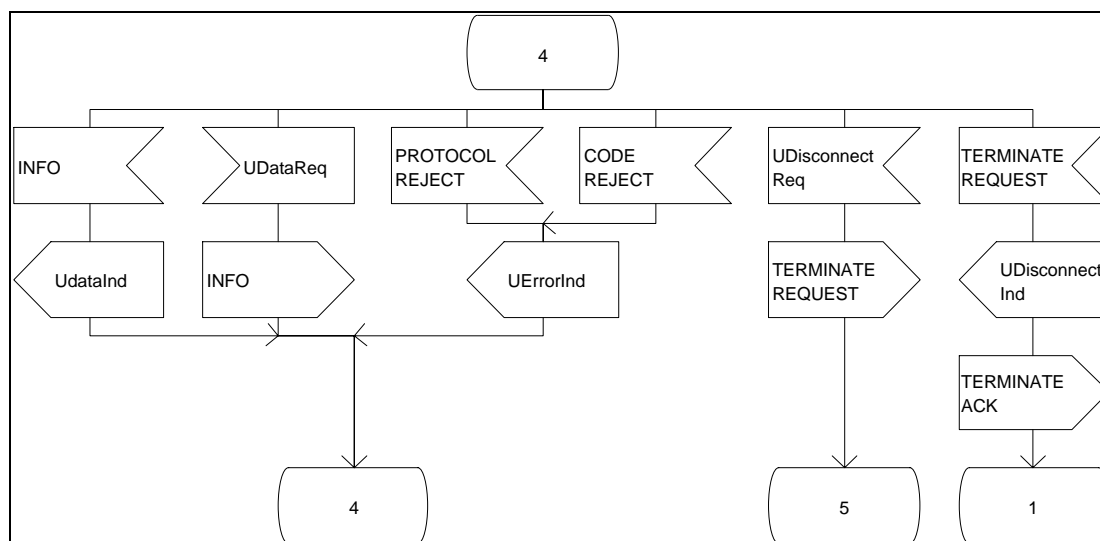 4
INFO
UDataReq
PROTOCOL
REJECT
CODE
REJECT
UDisconnect
Req
TERMINATE
REQUEST
UdataInd
INFO
UErrorInd
TERMINATE
REQUEST
UDisconnect
Ind
TERMINATE
ACK
4
5
1